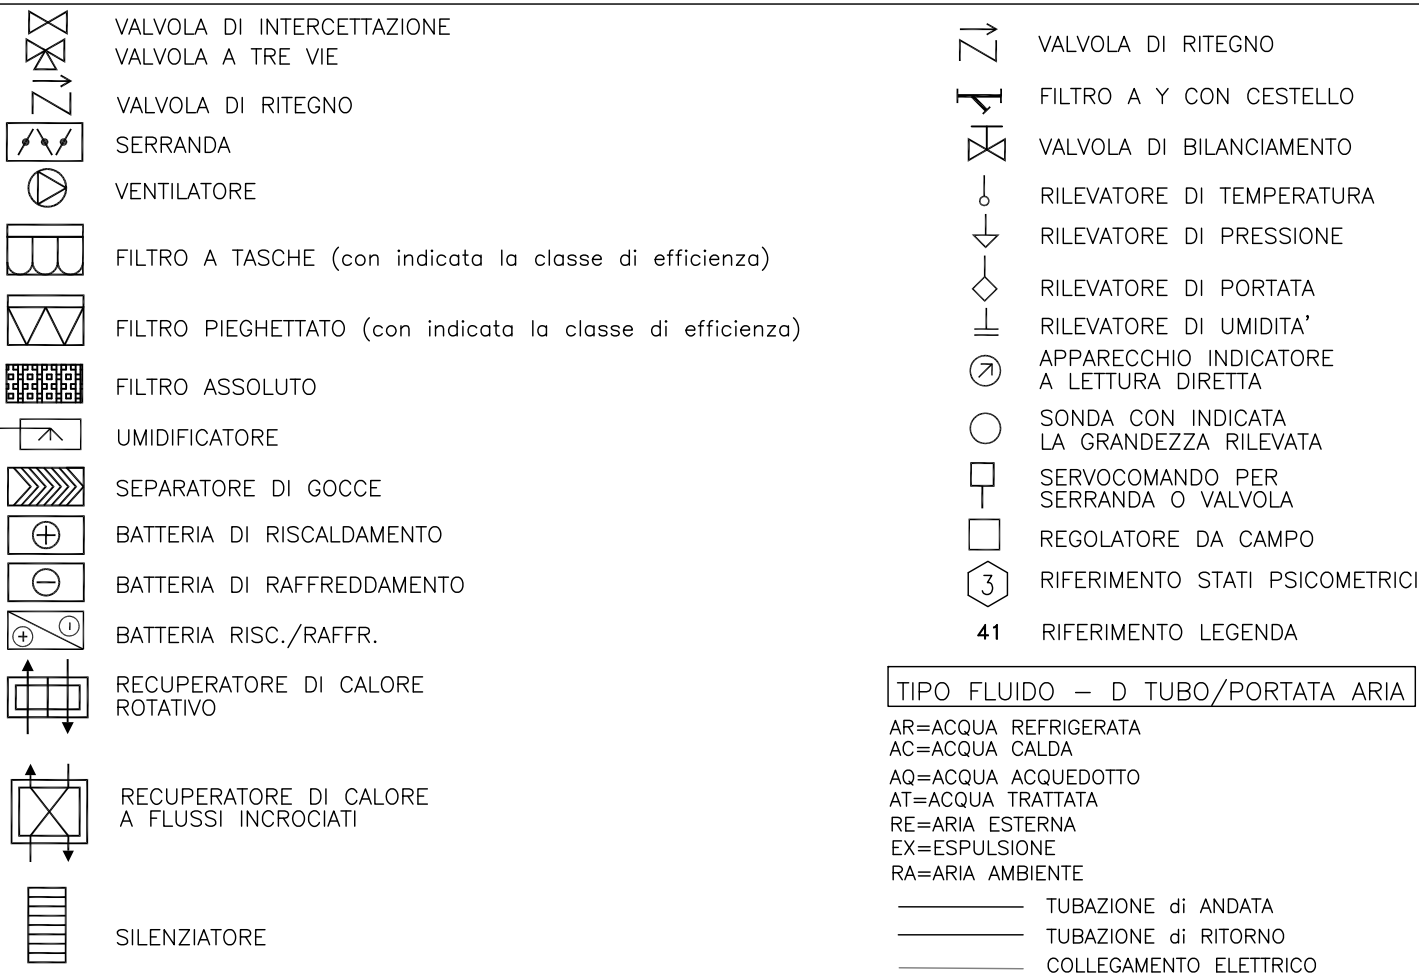 VALVOLA DI INTERCETTAZIONE
VALVOLA A TRE VIE
VALVOLA DI RITEGNO
SERRANDA
VENTILATORE
FILTRO A TASCHE (con indicata la classe di efficienza)
FILTRO PIEGHETTATO (con indicata la classe di efficienza)
FILTRO ASSOLUTO
UMIDIFICATORE
SEPARATORE DI GOCCE
BATTERIA DI RISCALDAMENTO
BATTERIA DI RAFFREDDAMENTO
BATTERIA RISC./RAFFR.
RECUPERATORE DI CALORE
ROTATIVO
RECUPERATORE DI CALORE
A FLUSSI INCROCIATI
SILENZIATORE
VALVOLA DI RITEGNO
FILTRO A Y CON CESTELLO
VALVOLA DI BILANCIAMENTO
RILEVATORE DI TEMPERATURA
RILEVATORE DI PRESSIONE
RILEVATORE DI PORTATA
RILEVATORE DI UMIDITA'
APPARECCHIO INDICATORE
A LETTURA DIRETTA
SONDA CON INDICATA
LA GRANDEZZA RILEVATA
SERVOCOMANDO PER
SERRANDA O VALVOLA
REGOLATORE DA CAMPO
3 RIFERIMENTO STATI PSICOMETRICI
41 RIFERIMENTO LEGENDA
TIPO FLUIDO – D TUBO/PORTATA ARIA
AR=ACQUA REFRIGERATA
AC=ACQUA CALDA
AQ=ACQUA ACQUEDOTTO
AT=ACQUA TRATTATA
RE=ARIA ESTERNA
EX=ESPULSIONE
RA=ARIA AMBIENTE
TUBAZIONE di ANDATA
TUBAZIONE di RITORNO
COLLEGAMENTO ELETTRICO